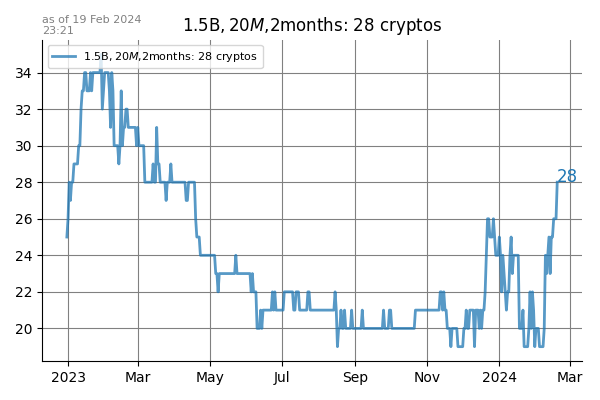 as of 19 Feb 2024
23:21
1.5B, 20M,2months: 28 cryptos
1.5B, 20M,2months: 28 cryptos
34
32
30
28
28
26
24
22
20
2023
Mar
May
Jul
Sep
Nov
2024
Mar